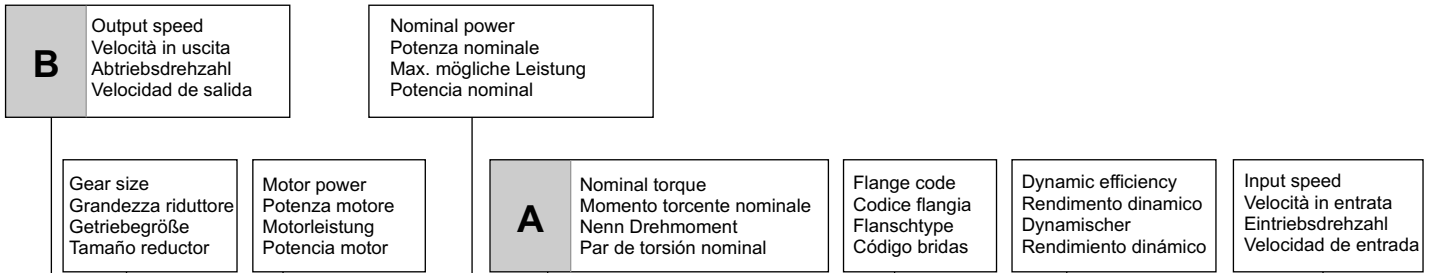 B
Output speed
Velocità in uscita
Abtriebsdrehzahl
Velocidad de salida
Nominal power
Potenza nominale
Max. mögliche Leistung
Potencia nominal
Gear size
Grandezza riduttore
Getriebegröße
Tamaño reductor
Motor power
Potenza motore
Motorleistung
Potencia motor
A
Nominal torque
Momento torcente nominale
Nenn Drehmoment
Par de torsión nominal
Flange code
Codice flangia
Flanschtype
Código bridas
Dynamic efficiency
Rendimento dinamico
Dynamischer
Rendimiento dinámico
Input speed
Velocità in entrata
Eintriebsdrehzahl
Velocidad de entrada